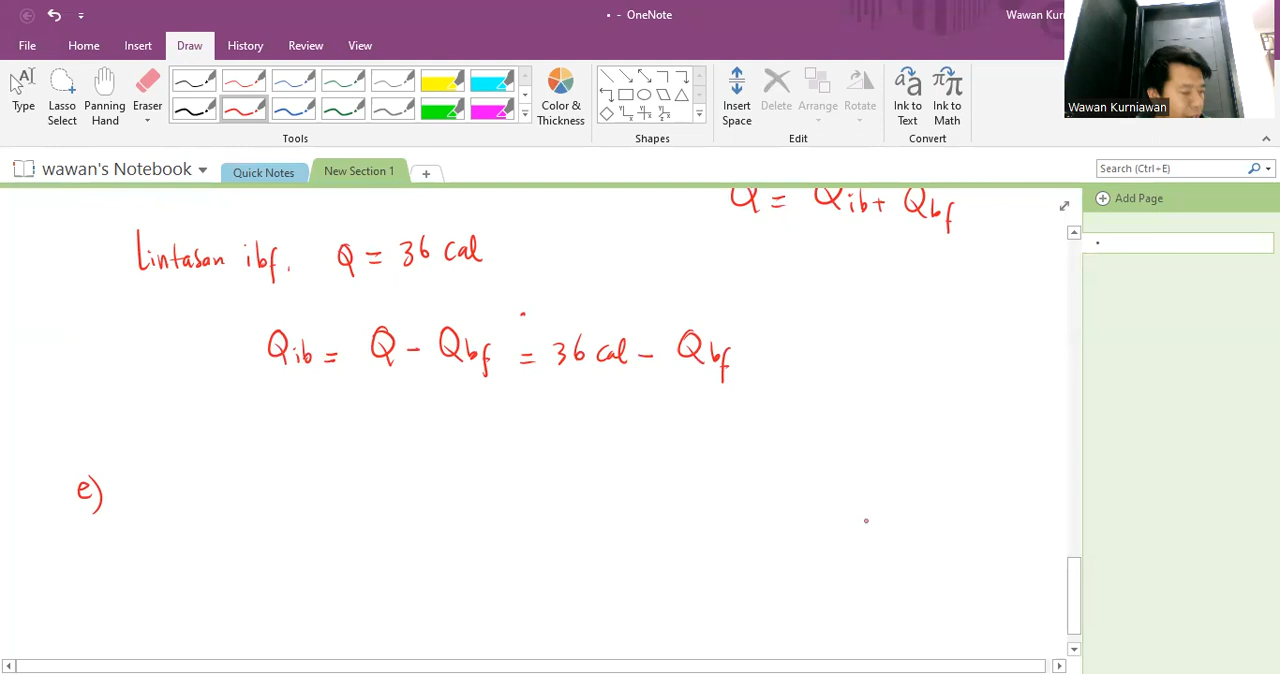 • - OneNote
Wawan Kur
File Home Insert Draw History Review View
Type
Lasso Select
Panning Hand
Eraser
Color & Thickness
Insert Space
Delete
Arrange
Rotate
Ink to Text
Ink to Math
Tools
Shapes
Edit
Convert
Wawan Kurniawan
wawan's Notebook
Quick Notes
New Section 1
Search (Ctrl+E)
Add Page
Q = Qib + Qbf
Lintasan ibf. Q = 36 cal
Qib = Q - Qbf = 36 cal - Qbf
e)